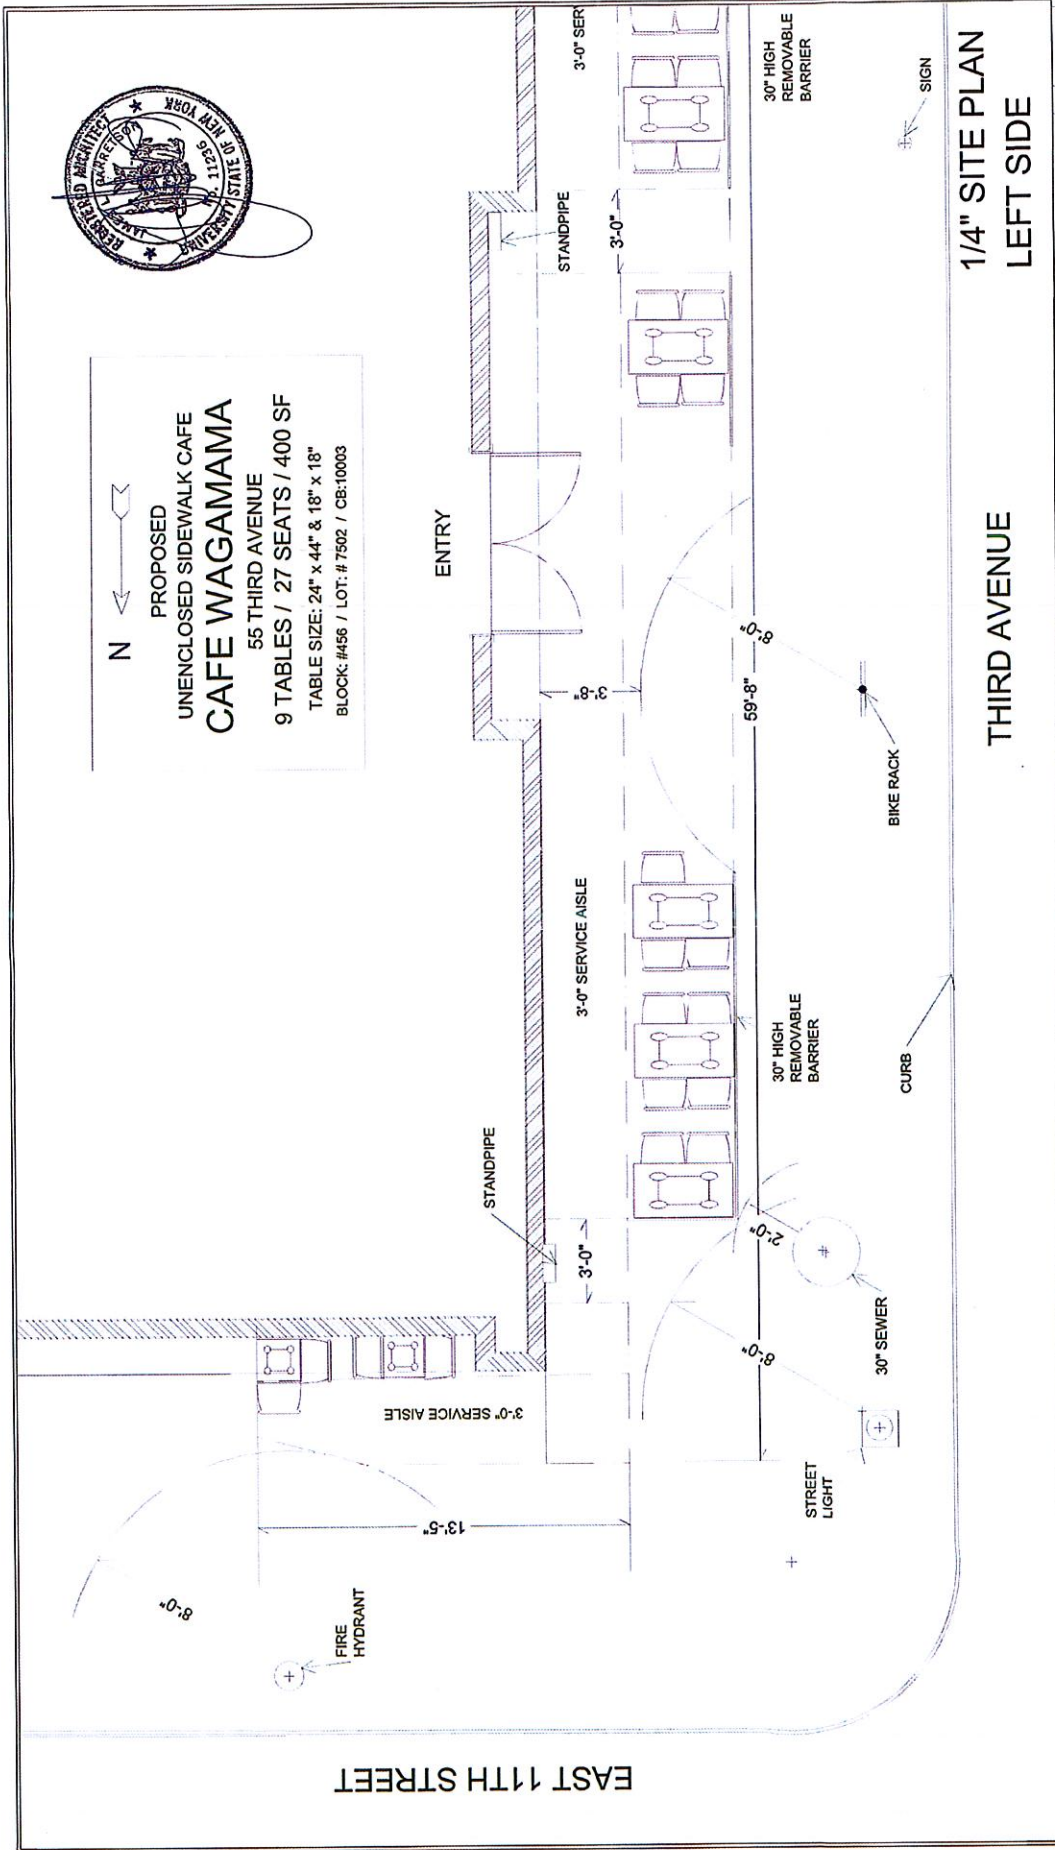 REGISTERED ARCHITECT
JAMES L. GARRETSON
NO. 11236
UNIVERSITY STATE OF NEW YORK
N
PROPOSED
UNENCLOSED SIDEWALK CAFE
CAFE WAGAMAMA
55 THIRD AVENUE
9 TABLES / 27 SEATS / 400 SF
TABLE SIZE: 24" x 44" & 18" x 18"
BLOCK: #456 / LOT: # 7502 / CB:10003
ENTRY
STANDPIPE
3'-0"
3'-0" SER
30" HIGH
REMOVABLE
BARRIER
SIGN
3'-8"
8'-0"
59'-8"
BIKE RACK
3'-0" SERVICE AISLE
30" HIGH
REMOVABLE
BARRIER
CURB
STANDPIPE
3'-0"
2'-0"
8'-0"
30" SEWER
3'-0" SERVICE AISLE
13'-5"
STREET
LIGHT
8'-0"
FIRE
HYDRANT
EAST 11TH STREET
THIRD AVENUE
1/4" SITE PLAN
LEFT SIDE